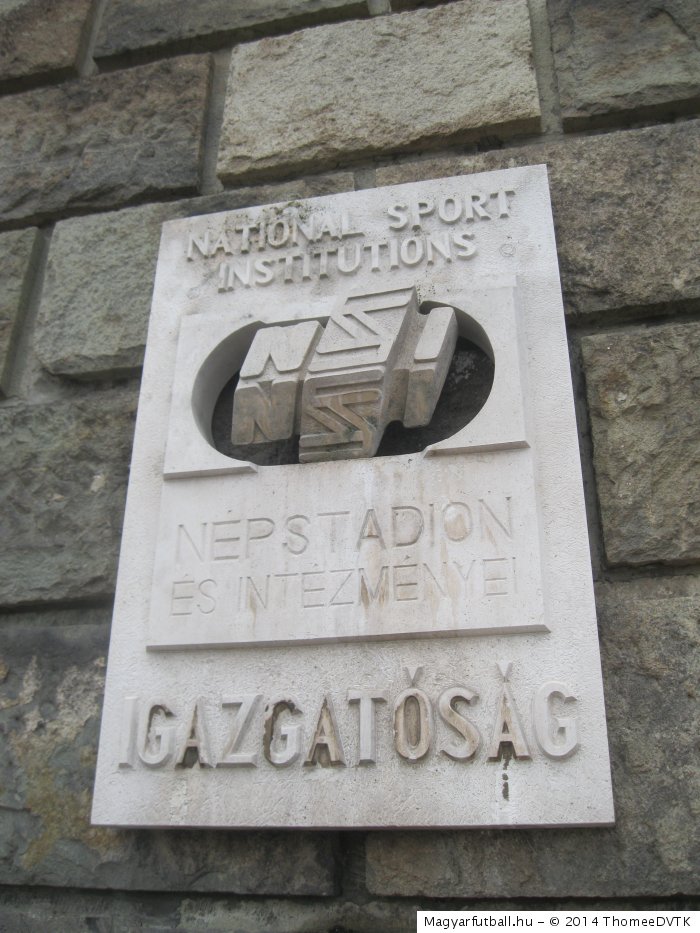 NATIONAL SPORT
INSTITUTIONS
NSI
NÉPSTADION
ÉS INTÉZMÉNYEI
IGAZGATÓSÁG
Magyarfutball.hu – © 2014 ThomeeDVTK